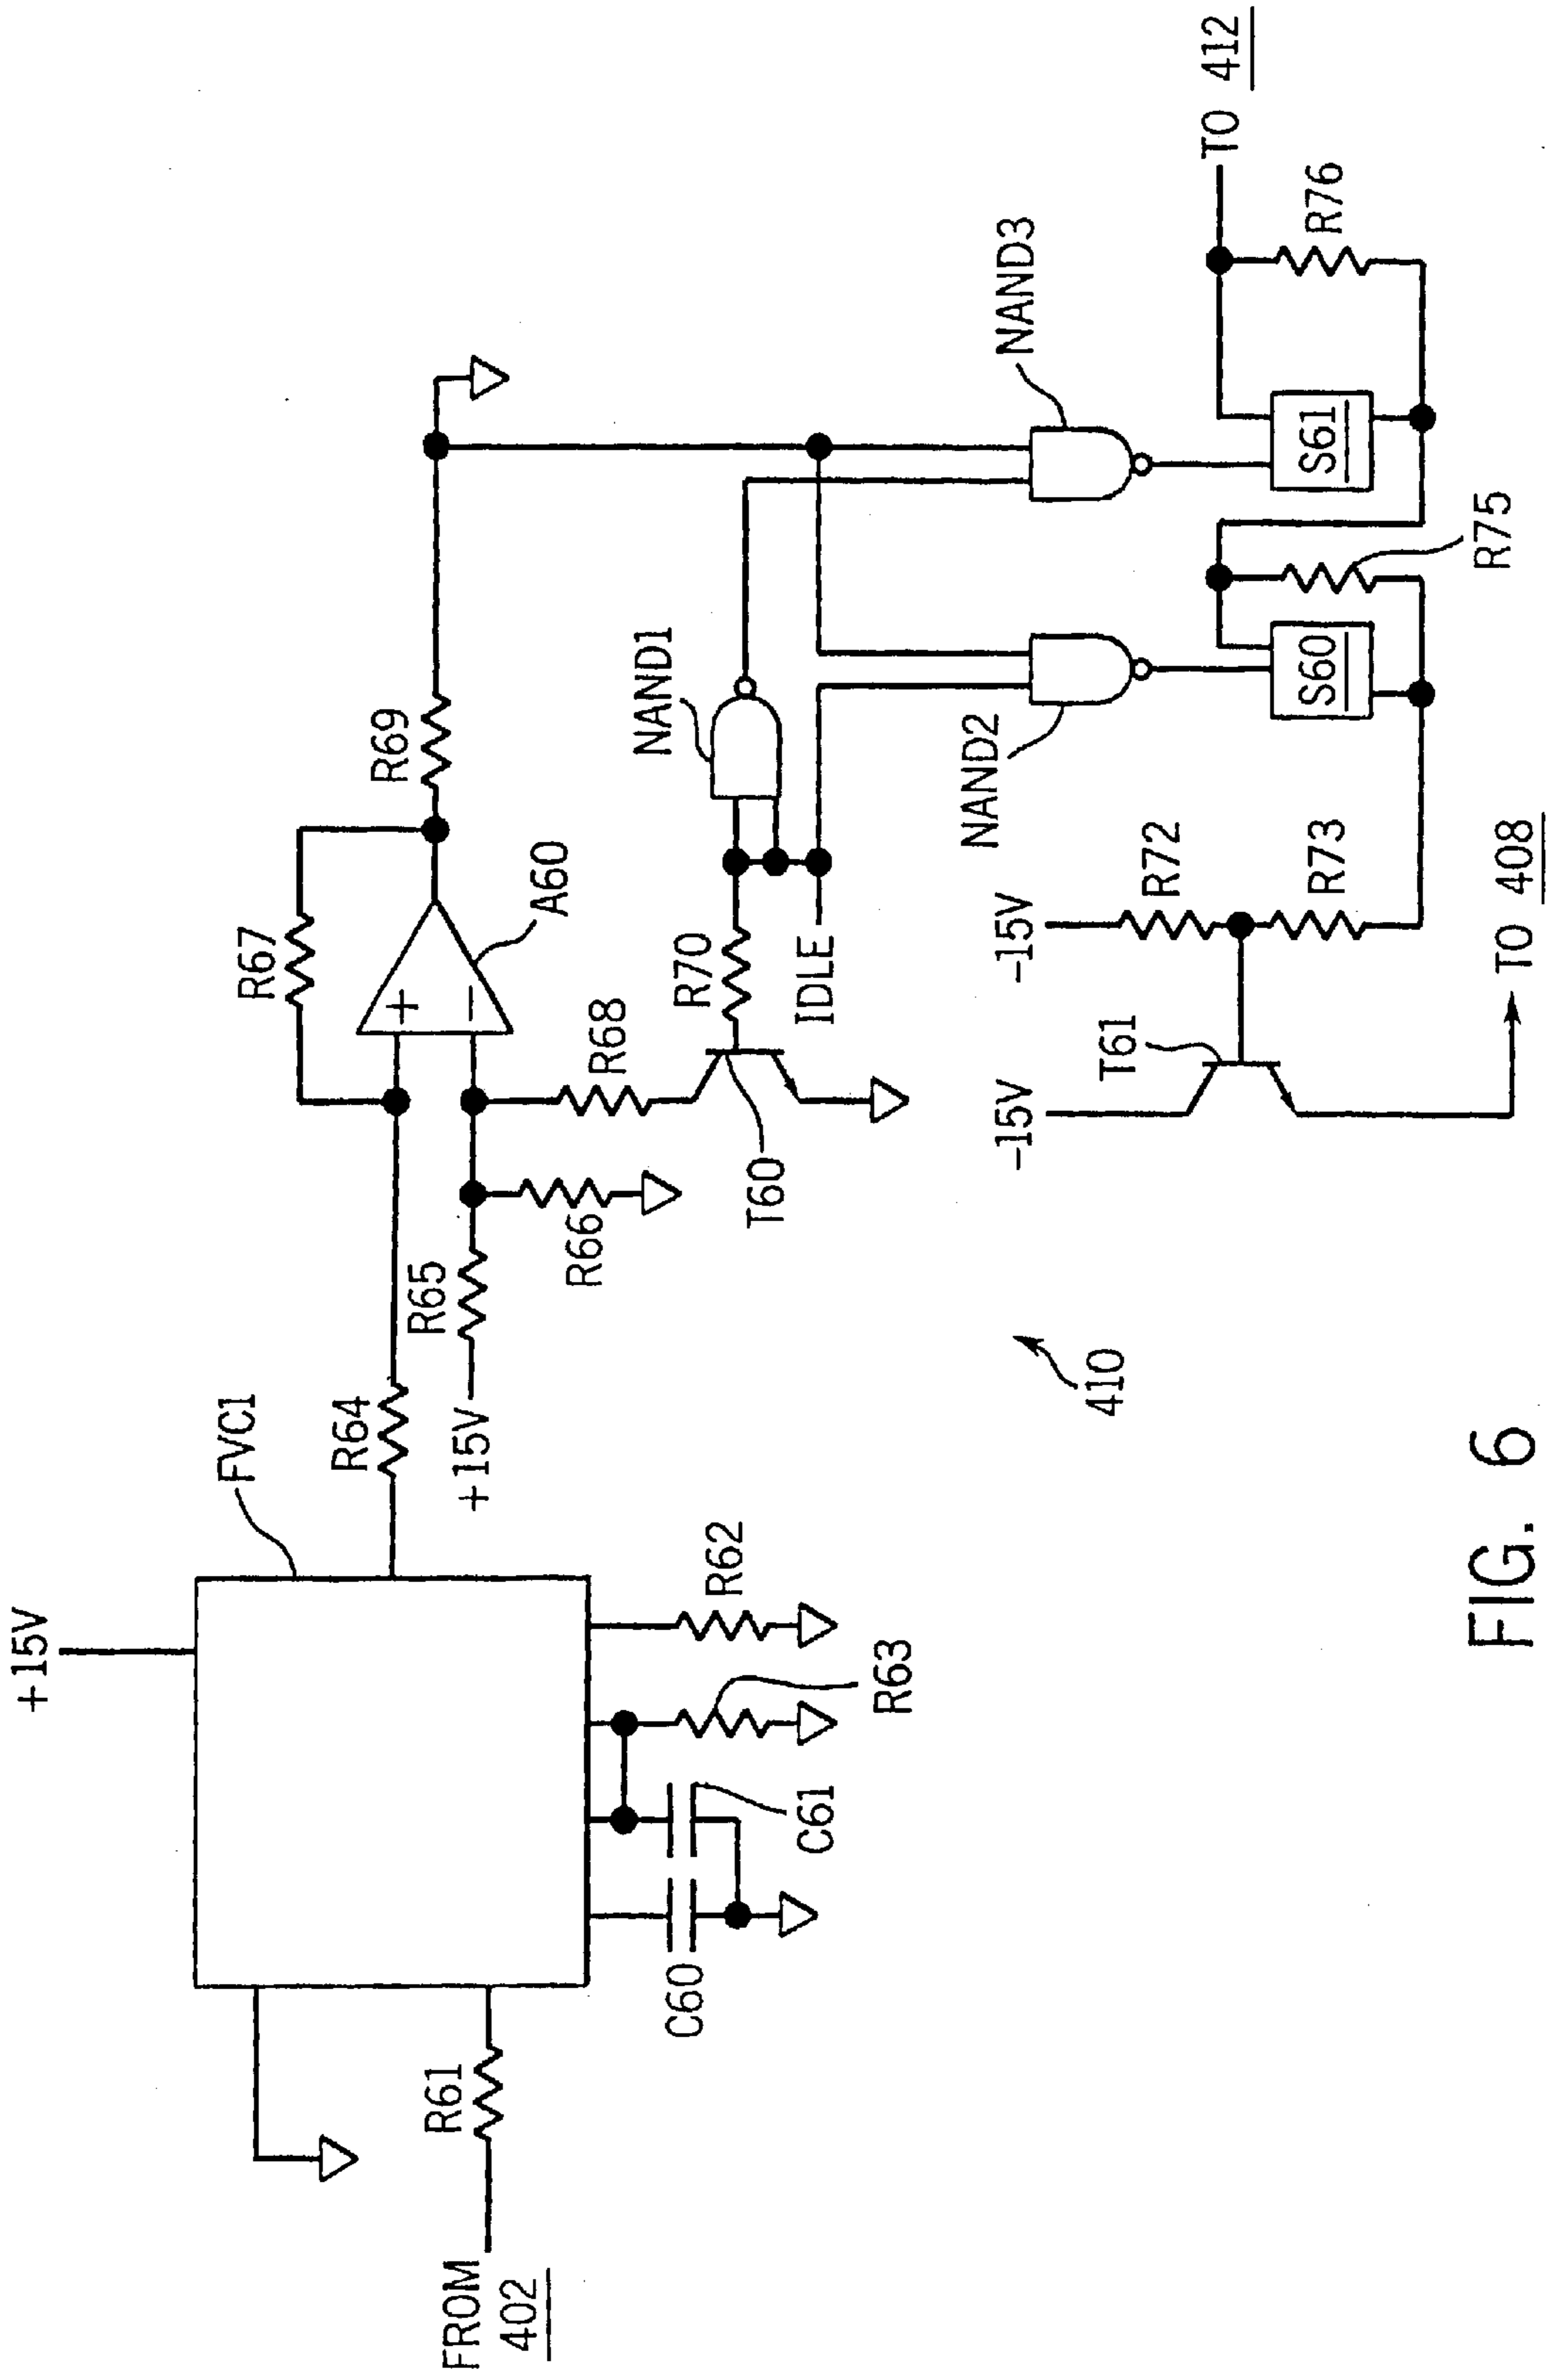 +15V
FVC1
R64
R67
A60
R69
FROM
402
R61
R65
+15V
R66
R68
R70
NAND1
C60
C61
R63
R62
T60
IDLE
NAND2
NAND3
410
-15V
T61
-15V
R72
R73
S60
R75
S61
R76
TO 412
TO 408
FIG. 6